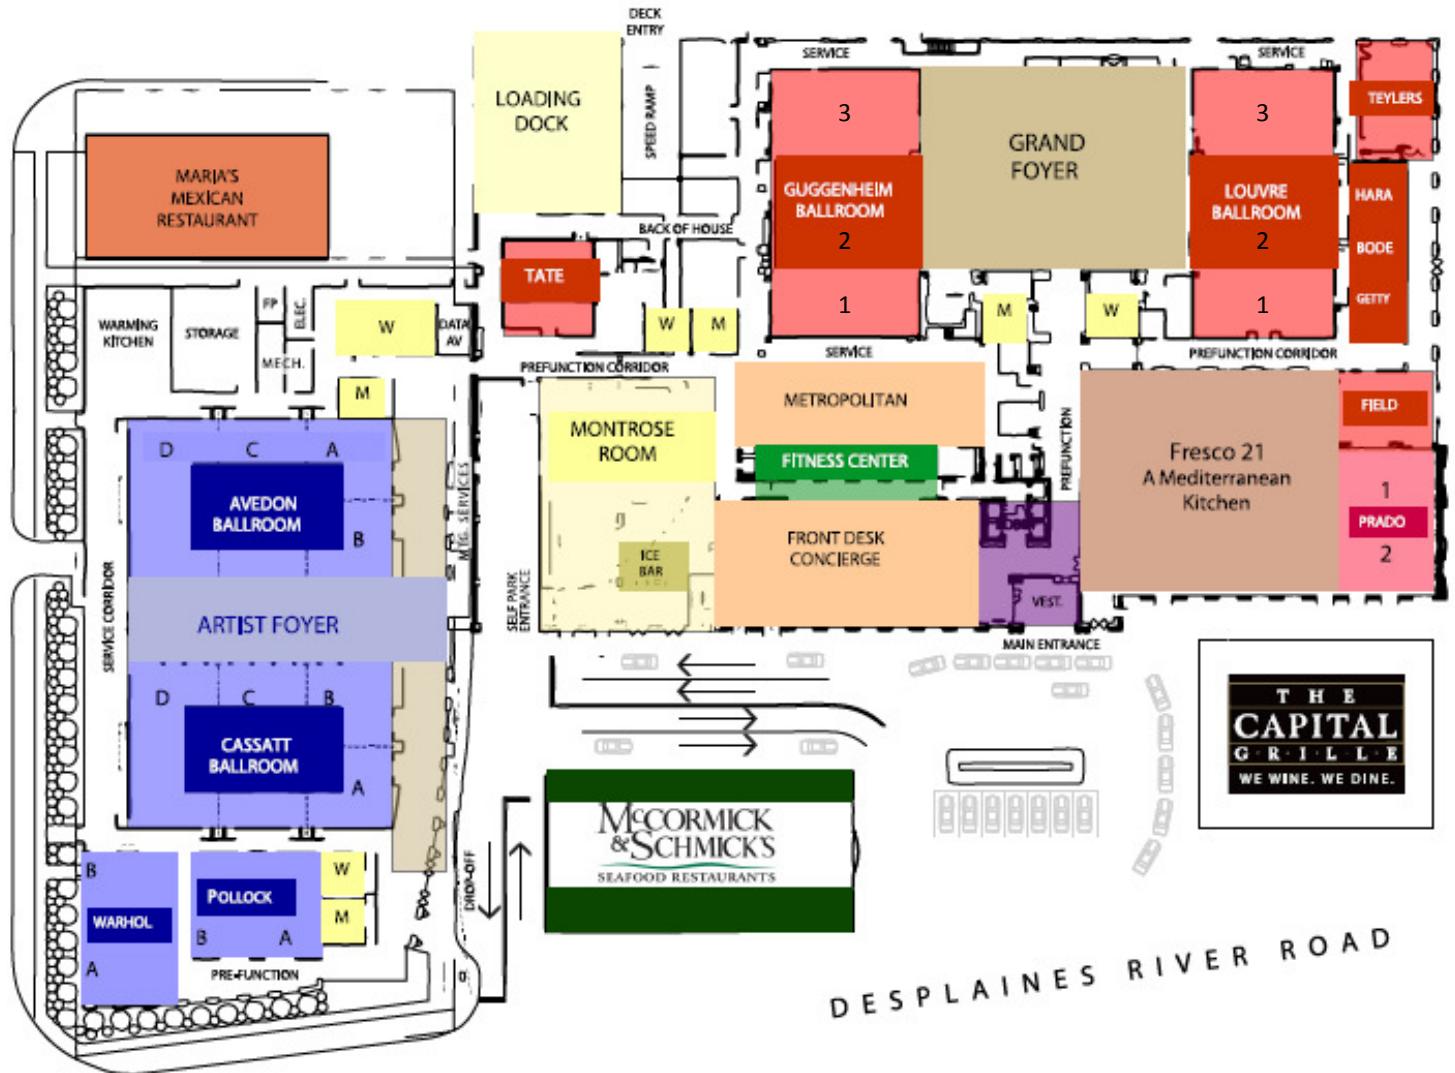 DECK
ENTRY
SERVICE
SERVICE
LOADING
DOCK
SPEED RAMP
3
GRAND
FOYER
3
TEYLERS
MARIA'S
MEXICAN
RESTAURANT
GUGGENHEIM
BALLROOM
2
LOUVRE
BALLROOM
2
HARA
BODE
GETTY
BACK OF HOUSE
TATE
1
1
FP
ELEC.
WARMING
KITCHEN
STORAGE
MECH.
W
DATA
AV
W
M
M
W
PREFUNCTION CORRIDOR
SERVICE
PREFUNCTION CORRIDOR
M
METROPOLITAN
FIELD
MONTROSE
ROOM
FITNESS CENTER
PREFUNCTION
Fresco 21
A Mediterranean
Kitchen
D
C
A
AVEDON
BALLROOM
B
MTG. SERVICES
1
PRADO
2
FRONT DESK
CONCIERGE
ICE
BAR
VEST.
SELF PARK
ENTRANCE
SERVICE CORRIDOR
ARTIST FOYER
MAIN ENTRANCE
D
C
B
CASSATT
BALLROOM
A
THE
CAPITAL
G·R·I·L·L·E
WE WINE. WE DINE.
McCORMICK
& SCHMICK'S
SEAFOOD RESTAURANTS
B
WARHOL
A
POLLOCK
B
A
W
M
DROP-OFF
PRE-FUNCTION
DESPLAINES RIVER ROAD